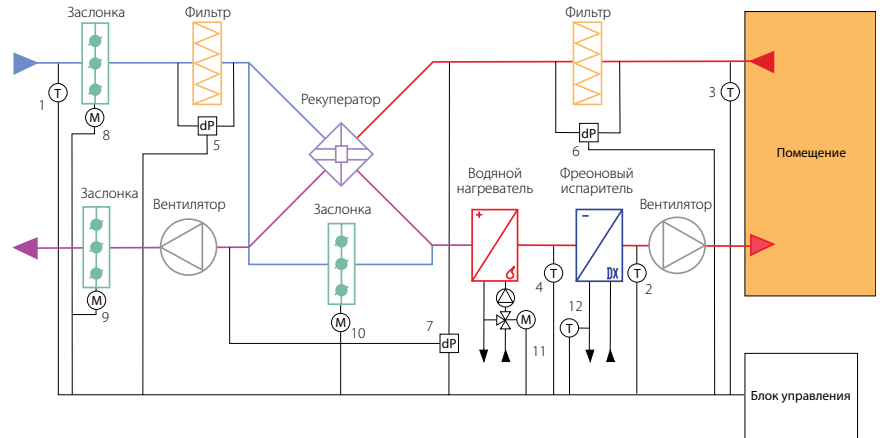 Заслонка
Фильтр
Фильтр
Рекуператор
Помещение
T
1
M
8
dP
5
dP
6
3
T
Заслонка
Вентилятор
Заслонка
Водяной
нагреватель
Фреоновый
испаритель
Вентилятор
+
−
DX
M
9
M
10
7
dP
M
11
4
T
12
T
T
2
Блок управления